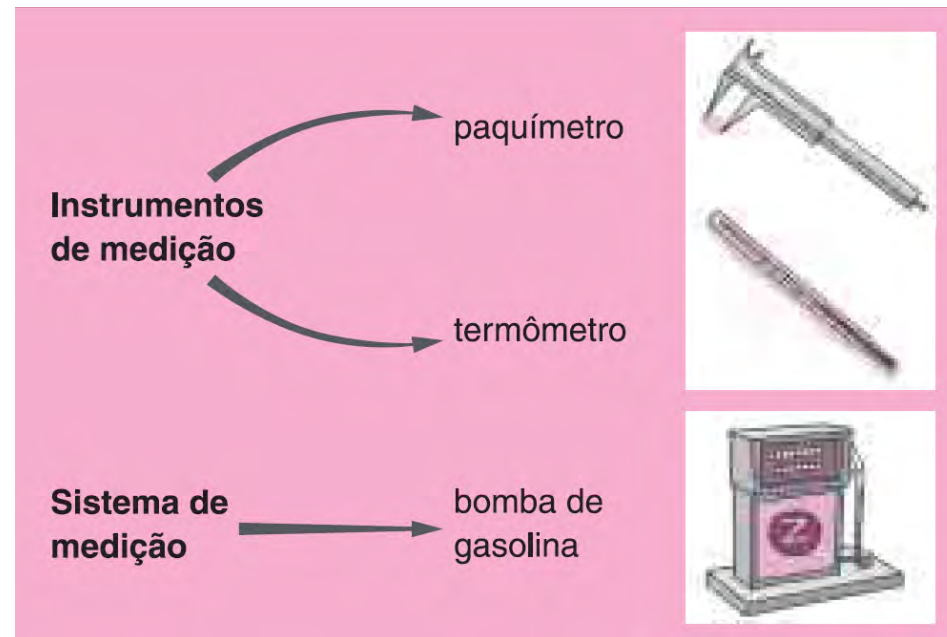 paquímetro
Instrumentos
de medição
termômetro
Sistema de
medição
bomba de
gasolina